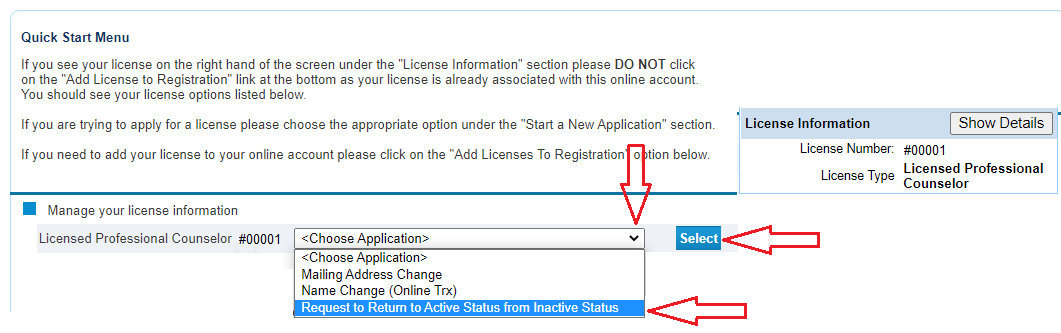 Quick Start Menu
If you see your license on the right hand of the screen under the "License Information" section please DO NOT click
on the "Add License to Registration" link at the bottom as your license is already associated with this online account.
You should see your license options listed below.
If you are trying to apply for a license please choose the appropriate option under the "Start a New Application" section.
If you need to add your license to your online account please click on the "Add Licenses To Registration" option below.
License Information
Show Details
License Number: #00001
License Type Licensed Professional
Counselor
Manage your license information
Licensed Professional Counselor #00001 <Choose Application> Select
<Choose Application>
Mailing Address Change
Name Change (Online Trx)
Request to Return to Active Status from Inactive Status